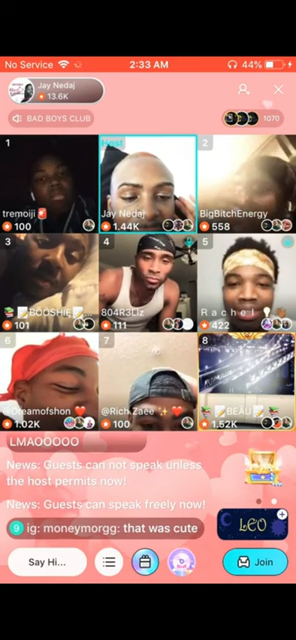 No Service 2:33 AM 44%
Jay Nedaj
13.6K
BAD BOYS CLUB 1070
1 Host 2
tremoiji Jay Nedaj BigBitchEnergy
100 1.44K 558
3 4 5
BOOSHIE 804R3L1z R a c h e l
101 111 422
6 7 8
@Dreamofshon @Rich.Zaee BEAU
1.02K 100 1.52K
LMAOOOOO
News: Guests can not speak unless
the host permits now!
News: Guests can speak freely now!
9 ig: moneymorgg: that was cute
LEO
Say Hi... Join